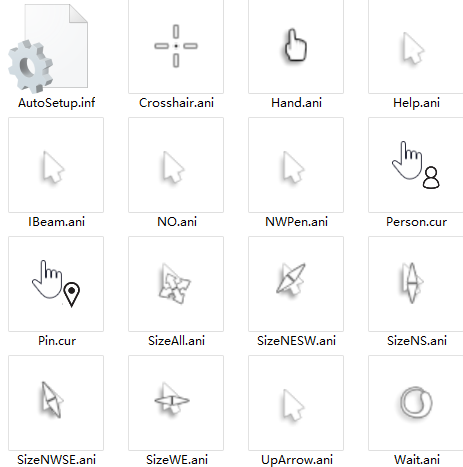 AutoSetup.inf
Crosshair.ani
Hand.ani
Help.ani
IBeam.ani
NO.ani
NWPen.ani
Person.cur
Pin.cur
SizeAll.ani
SizeNESW.ani
SizeNS.ani
SizeNWSE.ani
SizeWE.ani
UpArrow.ani
Wait.ani